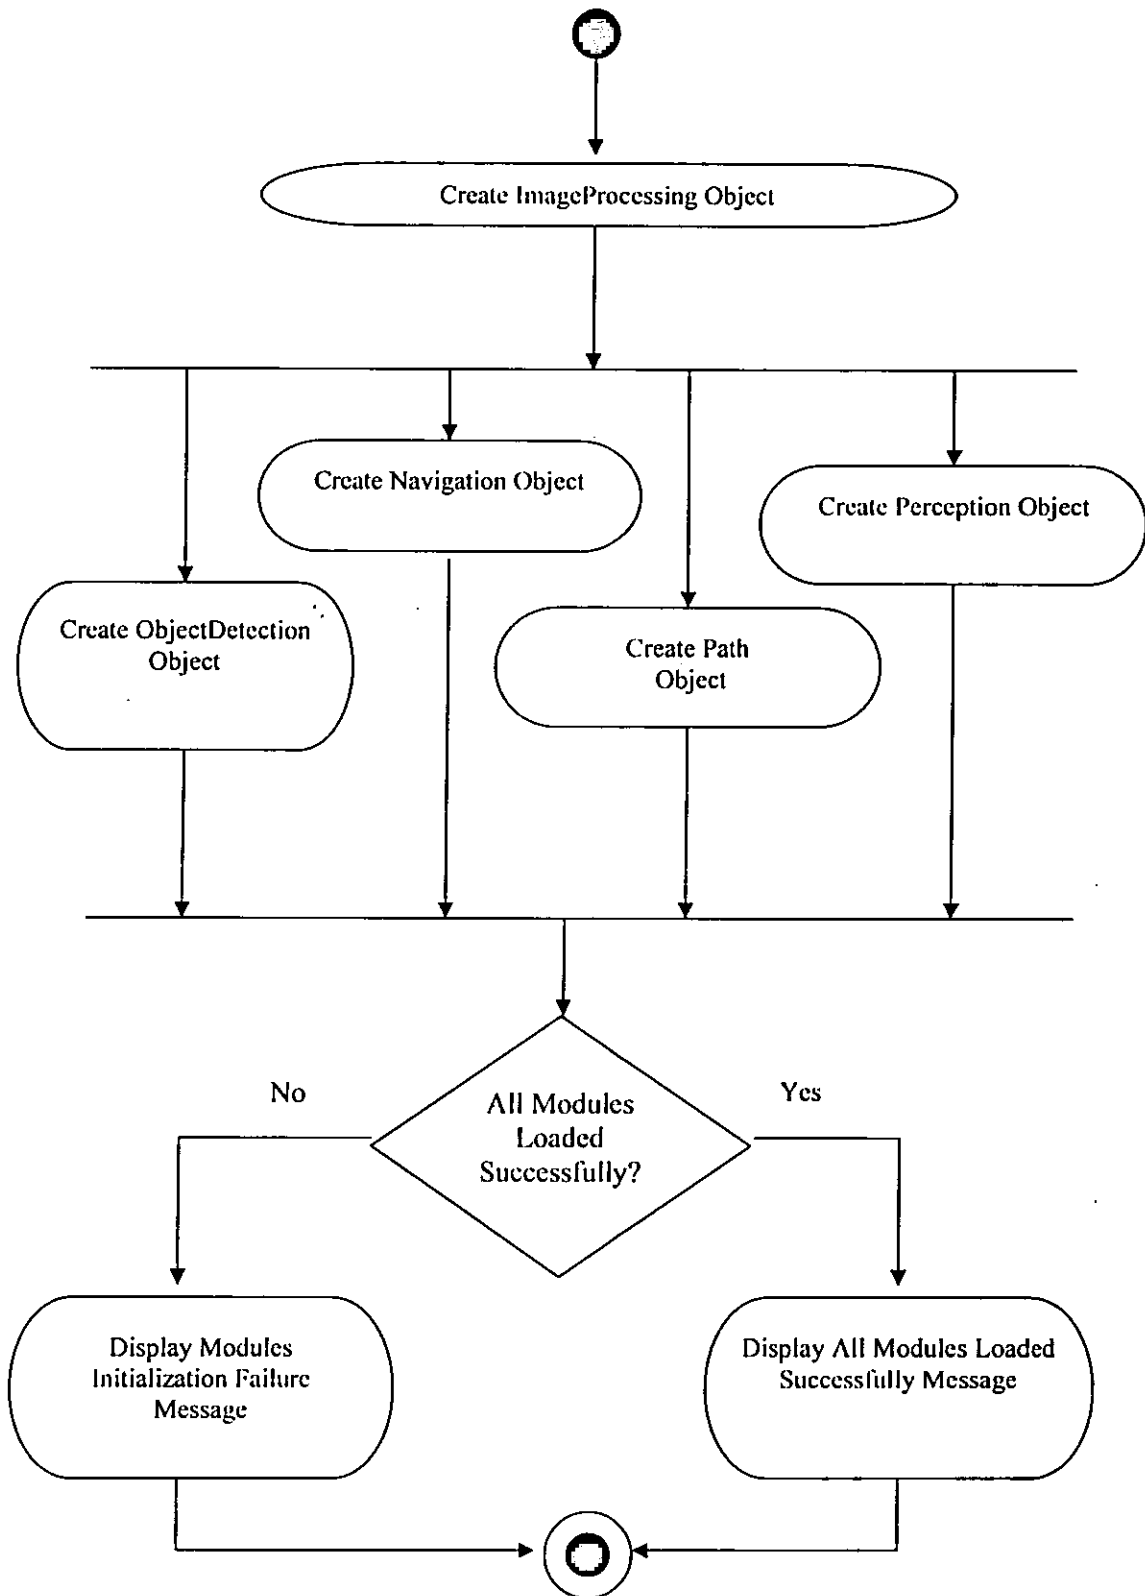 Create ImageProcessing Object
Create Navigation Object
Create Perception Object
Create ObjectDetection
Object
Create Path
Object
No
Yes
All Modules
Loaded
Successfully?
Display Modules
Initialization Failure
Message
Display All Modules Loaded
Successfully Message